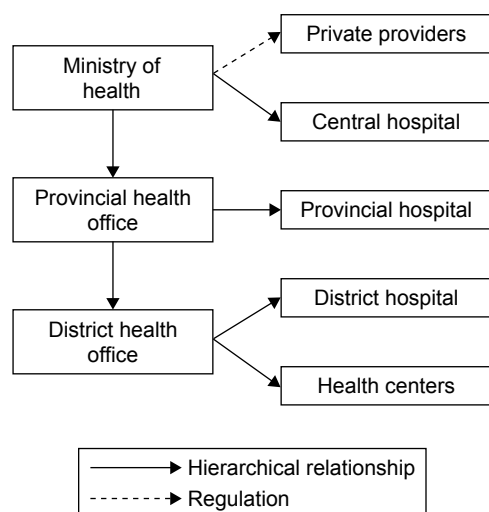 Private providers
Ministry of
health
Central hospital
Provincial health
office
Provincial hospital
District hospital
District health
office
Health centers
Hierarchical relationship
Regulation